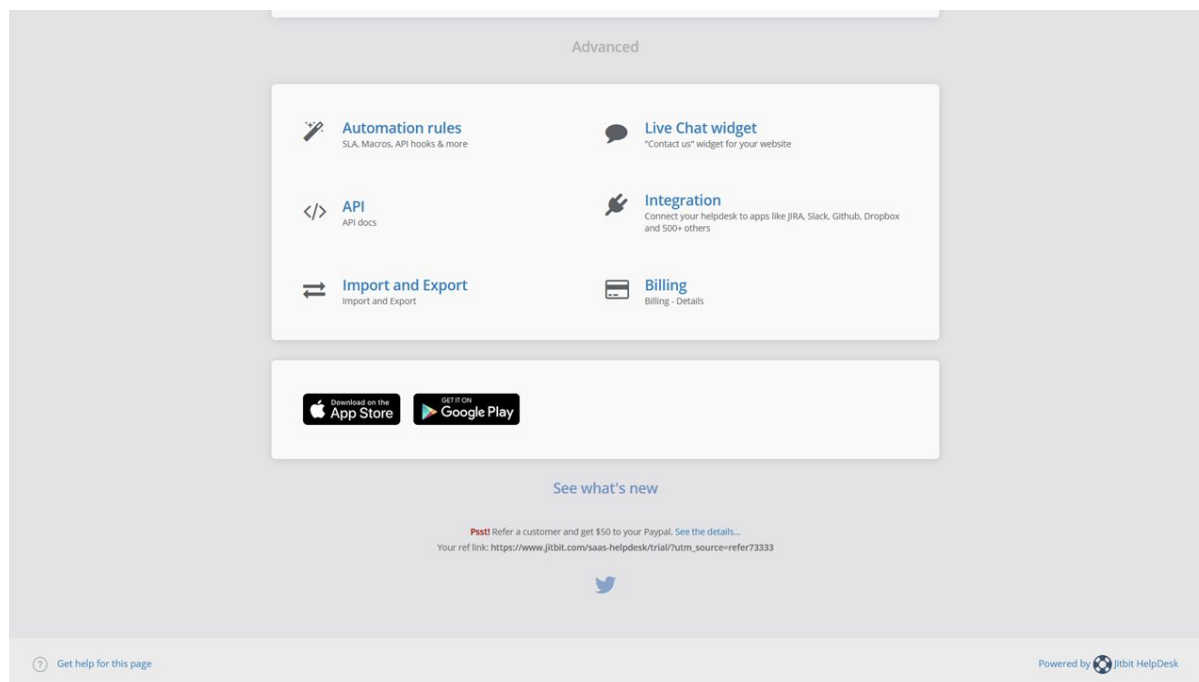 Advanced
Automation rules
SLA, Macros, API hooks & more
Live Chat widget
"Contact us" widget for your website
API
API docs
Integration
Connect your helpdesk to apps like JIRA, Slack, Github, Dropbox
and 500+ others
Import and Export
Import and Export
Billing
Billing - Details
Download on the
App Store
GET IT ON
Google Play
See what's new
Psst! Refer a customer and get $50 to your Paypal. See the details...
Your ref link: https://www.jitbit.com/saas-helpdesk/trial/?utm_source=refer73333
? Get help for this page
Powered by Jitbit HelpDesk